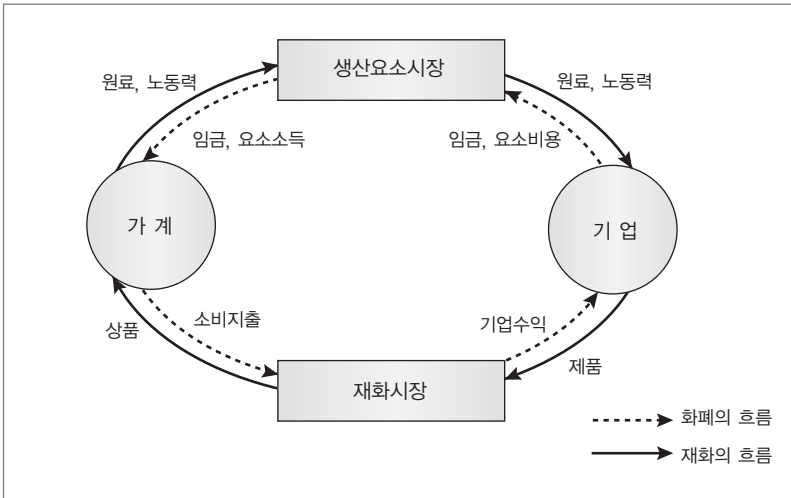 생산요소시장
원료, 노동력
원료, 노동력
임금, 요소소득
임금, 요소비용
가 계
기 업
소비지출
기업수익
상품
제품
재화시장
화폐의 흐름
재화의 흐름